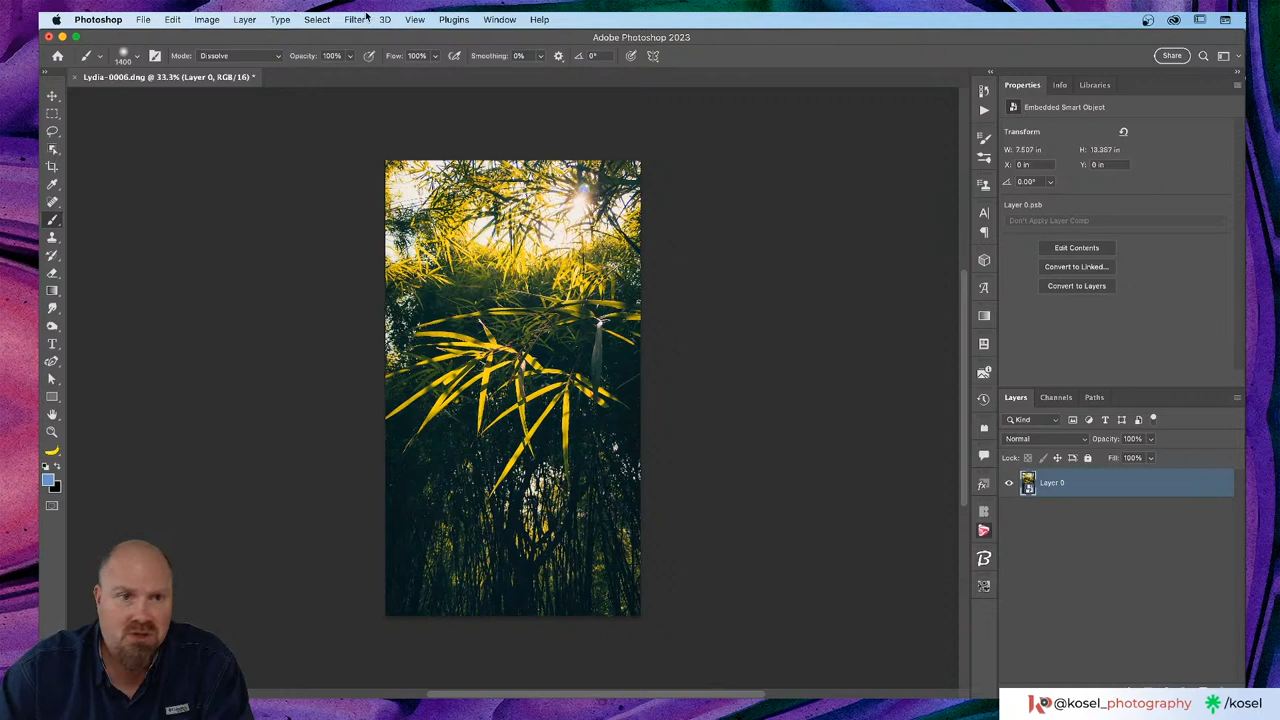 Photoshop File Edit Image Layer Type Select Filter 3D View Plugins Window Help
Adobe Photoshop 2023
1400 Mode: Dissolve Opacity: 100% Flow: 100% Smoothing: 0% 0° Share
Lydia-0006.dng @ 33.3% (Layer 0, RGB/16) *
Properties Info Libraries
Embedded Smart Object
Transform
W: 7.507 in H: 13.387 in
X: 0 in Y: 0 in
0.00°
Layer 0.psb
Don't Apply Layer Comp
Edit Contents
Convert to Linked...
Convert to Layers
Layers Channels Paths
Kind
Normal Opacity: 100%
Lock: Fill: 100%
Layer 0
@kosel_photography /kosel